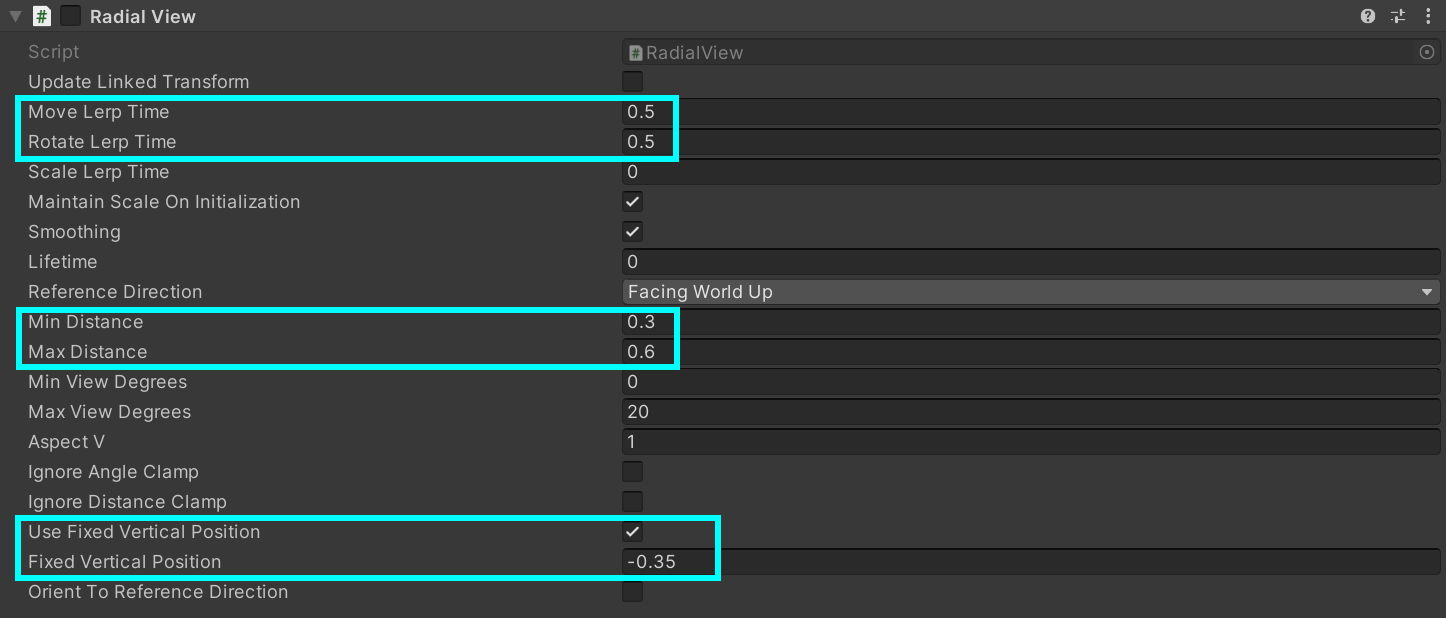 Radial View
Script RadialView
Update Linked Transform
Move Lerp Time 0.5
Rotate Lerp Time 0.5
Scale Lerp Time 0
Maintain Scale On Initialization
Smoothing
Lifetime 0
Reference Direction Facing World Up
Min Distance 0.3
Max Distance 0.6
Min View Degrees 0
Max View Degrees 20
Aspect V 1
Ignore Angle Clamp
Ignore Distance Clamp
Use Fixed Vertical Position
Fixed Vertical Position -0.35
Orient To Reference Direction